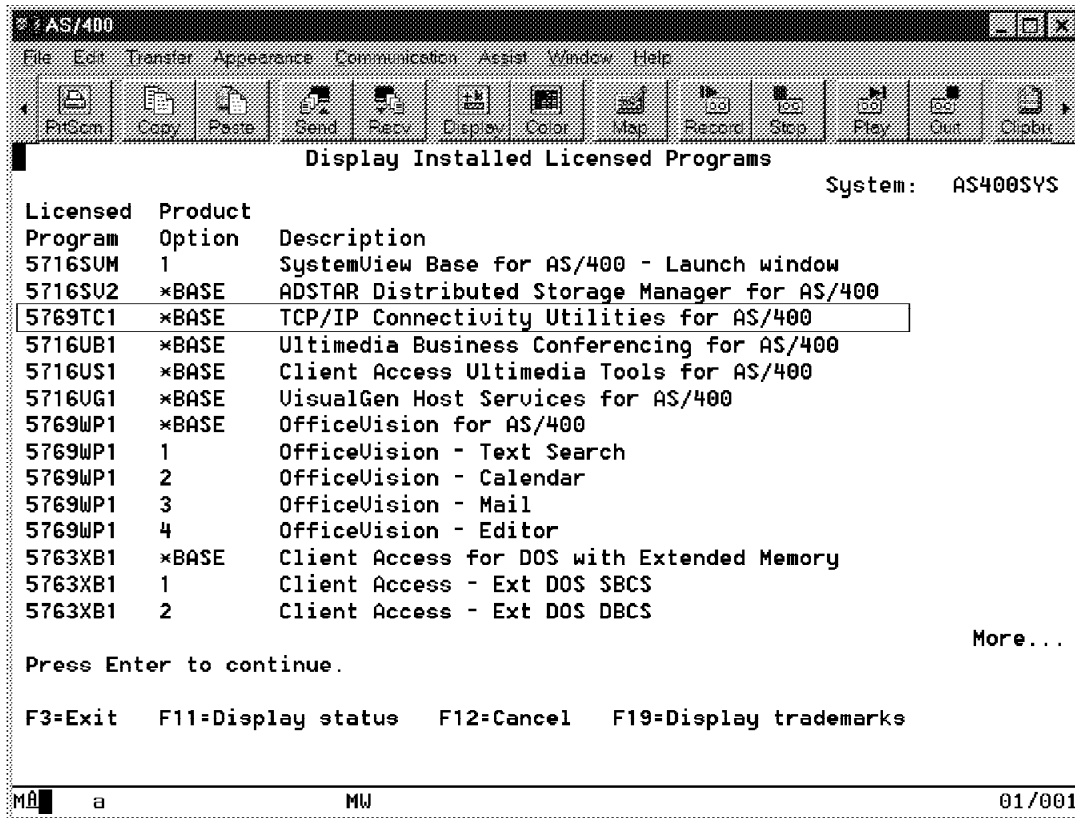 AS/400
File Edit Transfer Appearance Communication Assist Window Help
PrtScrn Copy Paste Send Recv Display Color Map Record Stop Play Quit Clipbrd
Display Installed Licensed Programs
System: AS400SYS
Licensed Product
Program Option Description
5716SVM 1 SystemView Base for AS/400 - Launch window
5716SV2 *BASE ADSTAR Distributed Storage Manager for AS/400
5769TC1 *BASE TCP/IP Connectivity Utilities for AS/400
5716UB1 *BASE Ultimedia Business Conferencing for AS/400
5716US1 *BASE Client Access Ultimedia Tools for AS/400
5716VG1 *BASE VisualGen Host Services for AS/400
5769WP1 *BASE OfficeVision for AS/400
5769WP1 1 OfficeVision - Text Search
5769WP1 2 OfficeVision - Calendar
5769WP1 3 OfficeVision - Mail
5769WP1 4 OfficeVision - Editor
5763XB1 *BASE Client Access for DOS with Extended Memory
5763XB1 1 Client Access - Ext DOS SBCS
5763XB1 2 Client Access - Ext DOS DBCS
More...
Press Enter to continue.
F3=Exit F11=Display status F12=Cancel F19=Display trademarks
MA a MW 01/001